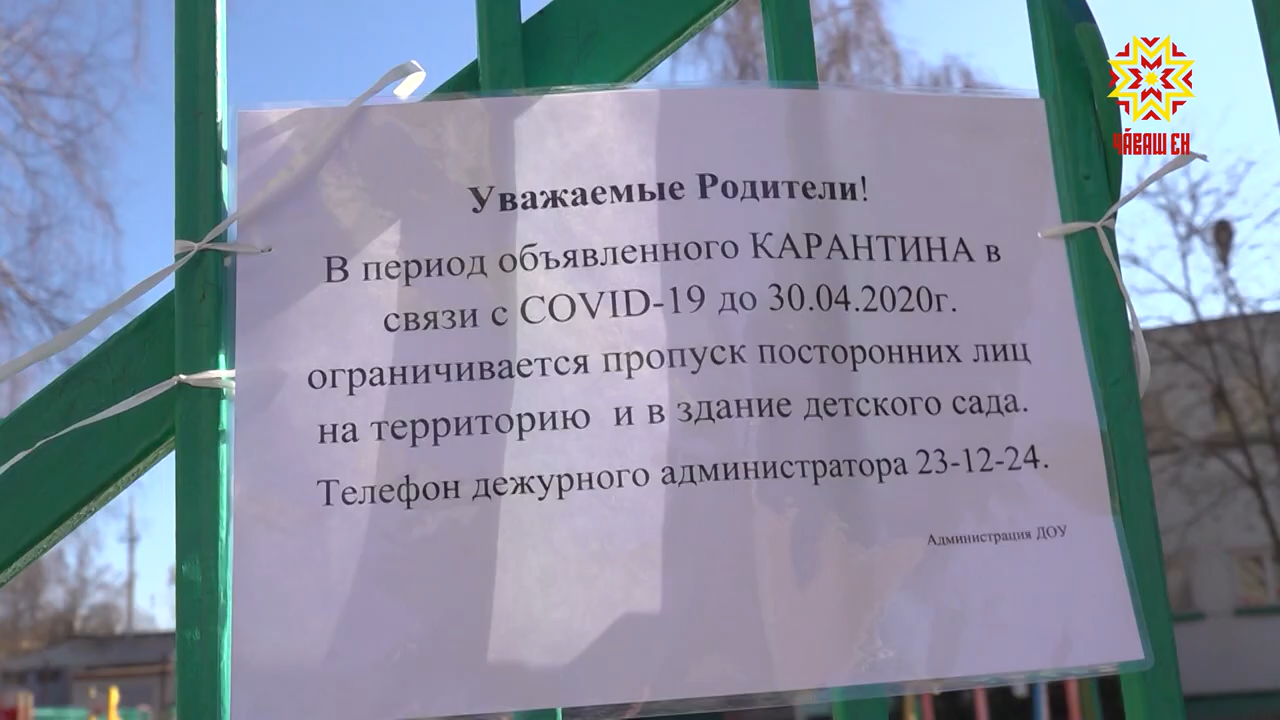 ЧӐВАШ ЕН
Уважаемые Родители!
В период объявленного КАРАНТИНА в
связи с COVID-19 до 30.04.2020г.
ограничивается пропуск посторонних лиц
на территорию и в здание детского сада.
Телефон дежурного администратора 23-12-24.
Администрация ДОУ